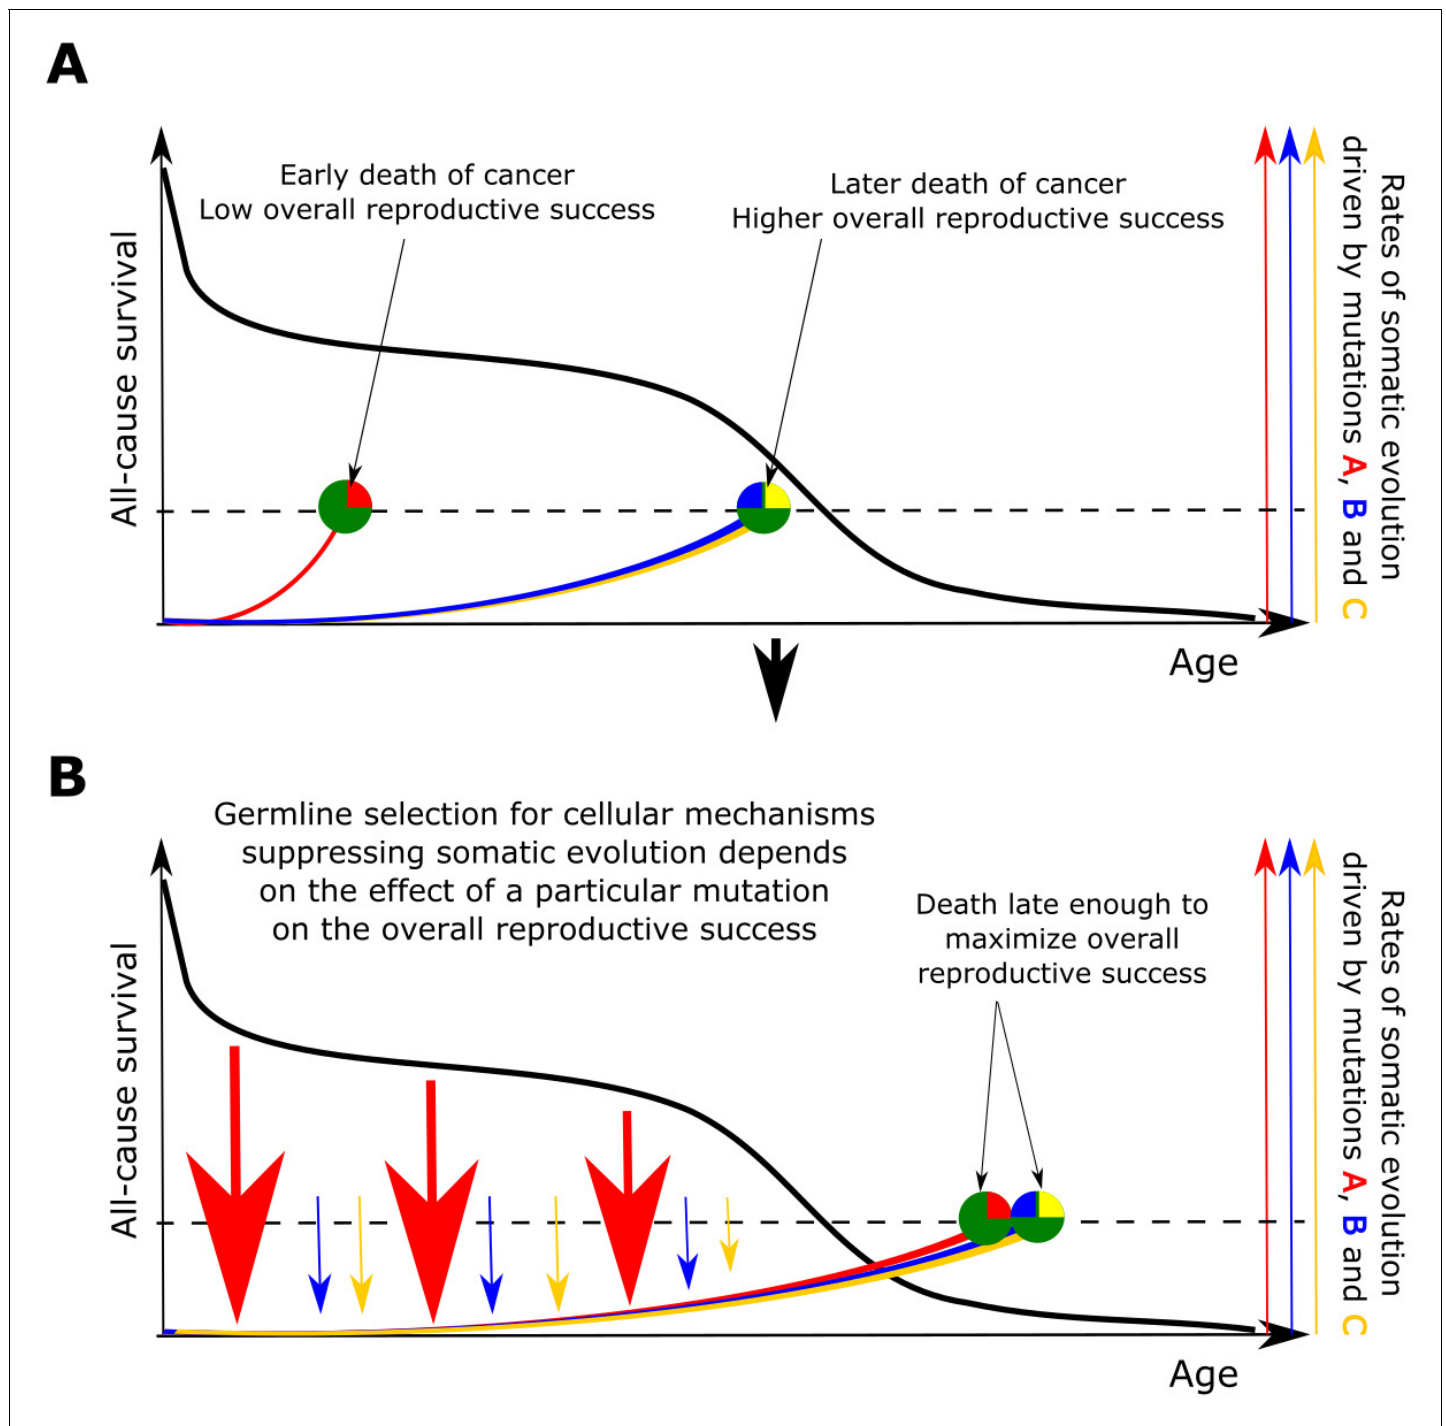 A
Early death of cancer
Low overall reproductive success
Later death of cancer
Higher overall reproductive success
All-cause survival
Rates of somatic evolution
driven by mutations A, B and C
Age
B
Germline selection for cellular mechanisms
suppressing somatic evolution depends
on the effect of a particular mutation
on the overall reproductive success
Death late enough to
maximize overall
reproductive success
All-cause survival
Rates of somatic evolution
driven by mutations A, B and C
Age